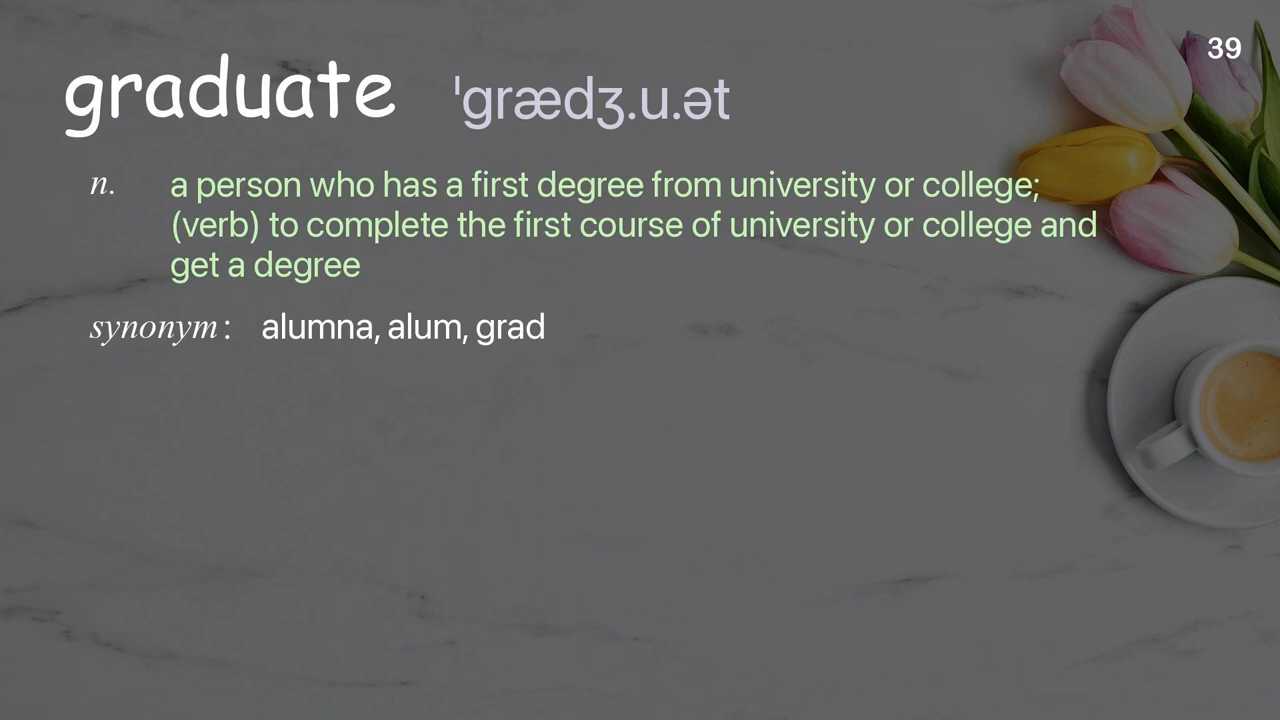 39
graduate ˈɡrædʒ.u.ət
n. a person who has a first degree from university or college;
(verb) to complete the first course of university or college and
get a degree
synonym : alumna, alum, grad